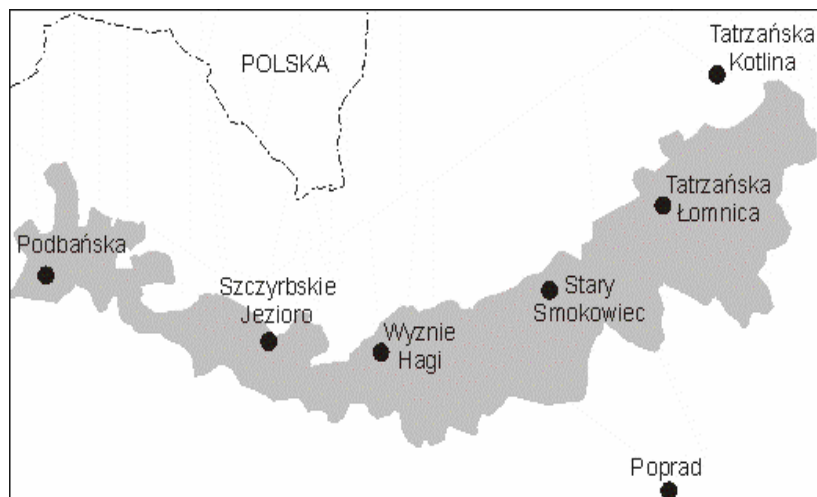 Tatrzańska
Kotlina
POLSKA
Tatrzańska
Łomnica
Podbańska
Szczyrbskie
Jezioro
Stary
Smokowiec
Wyznie
Hagi
Poprad